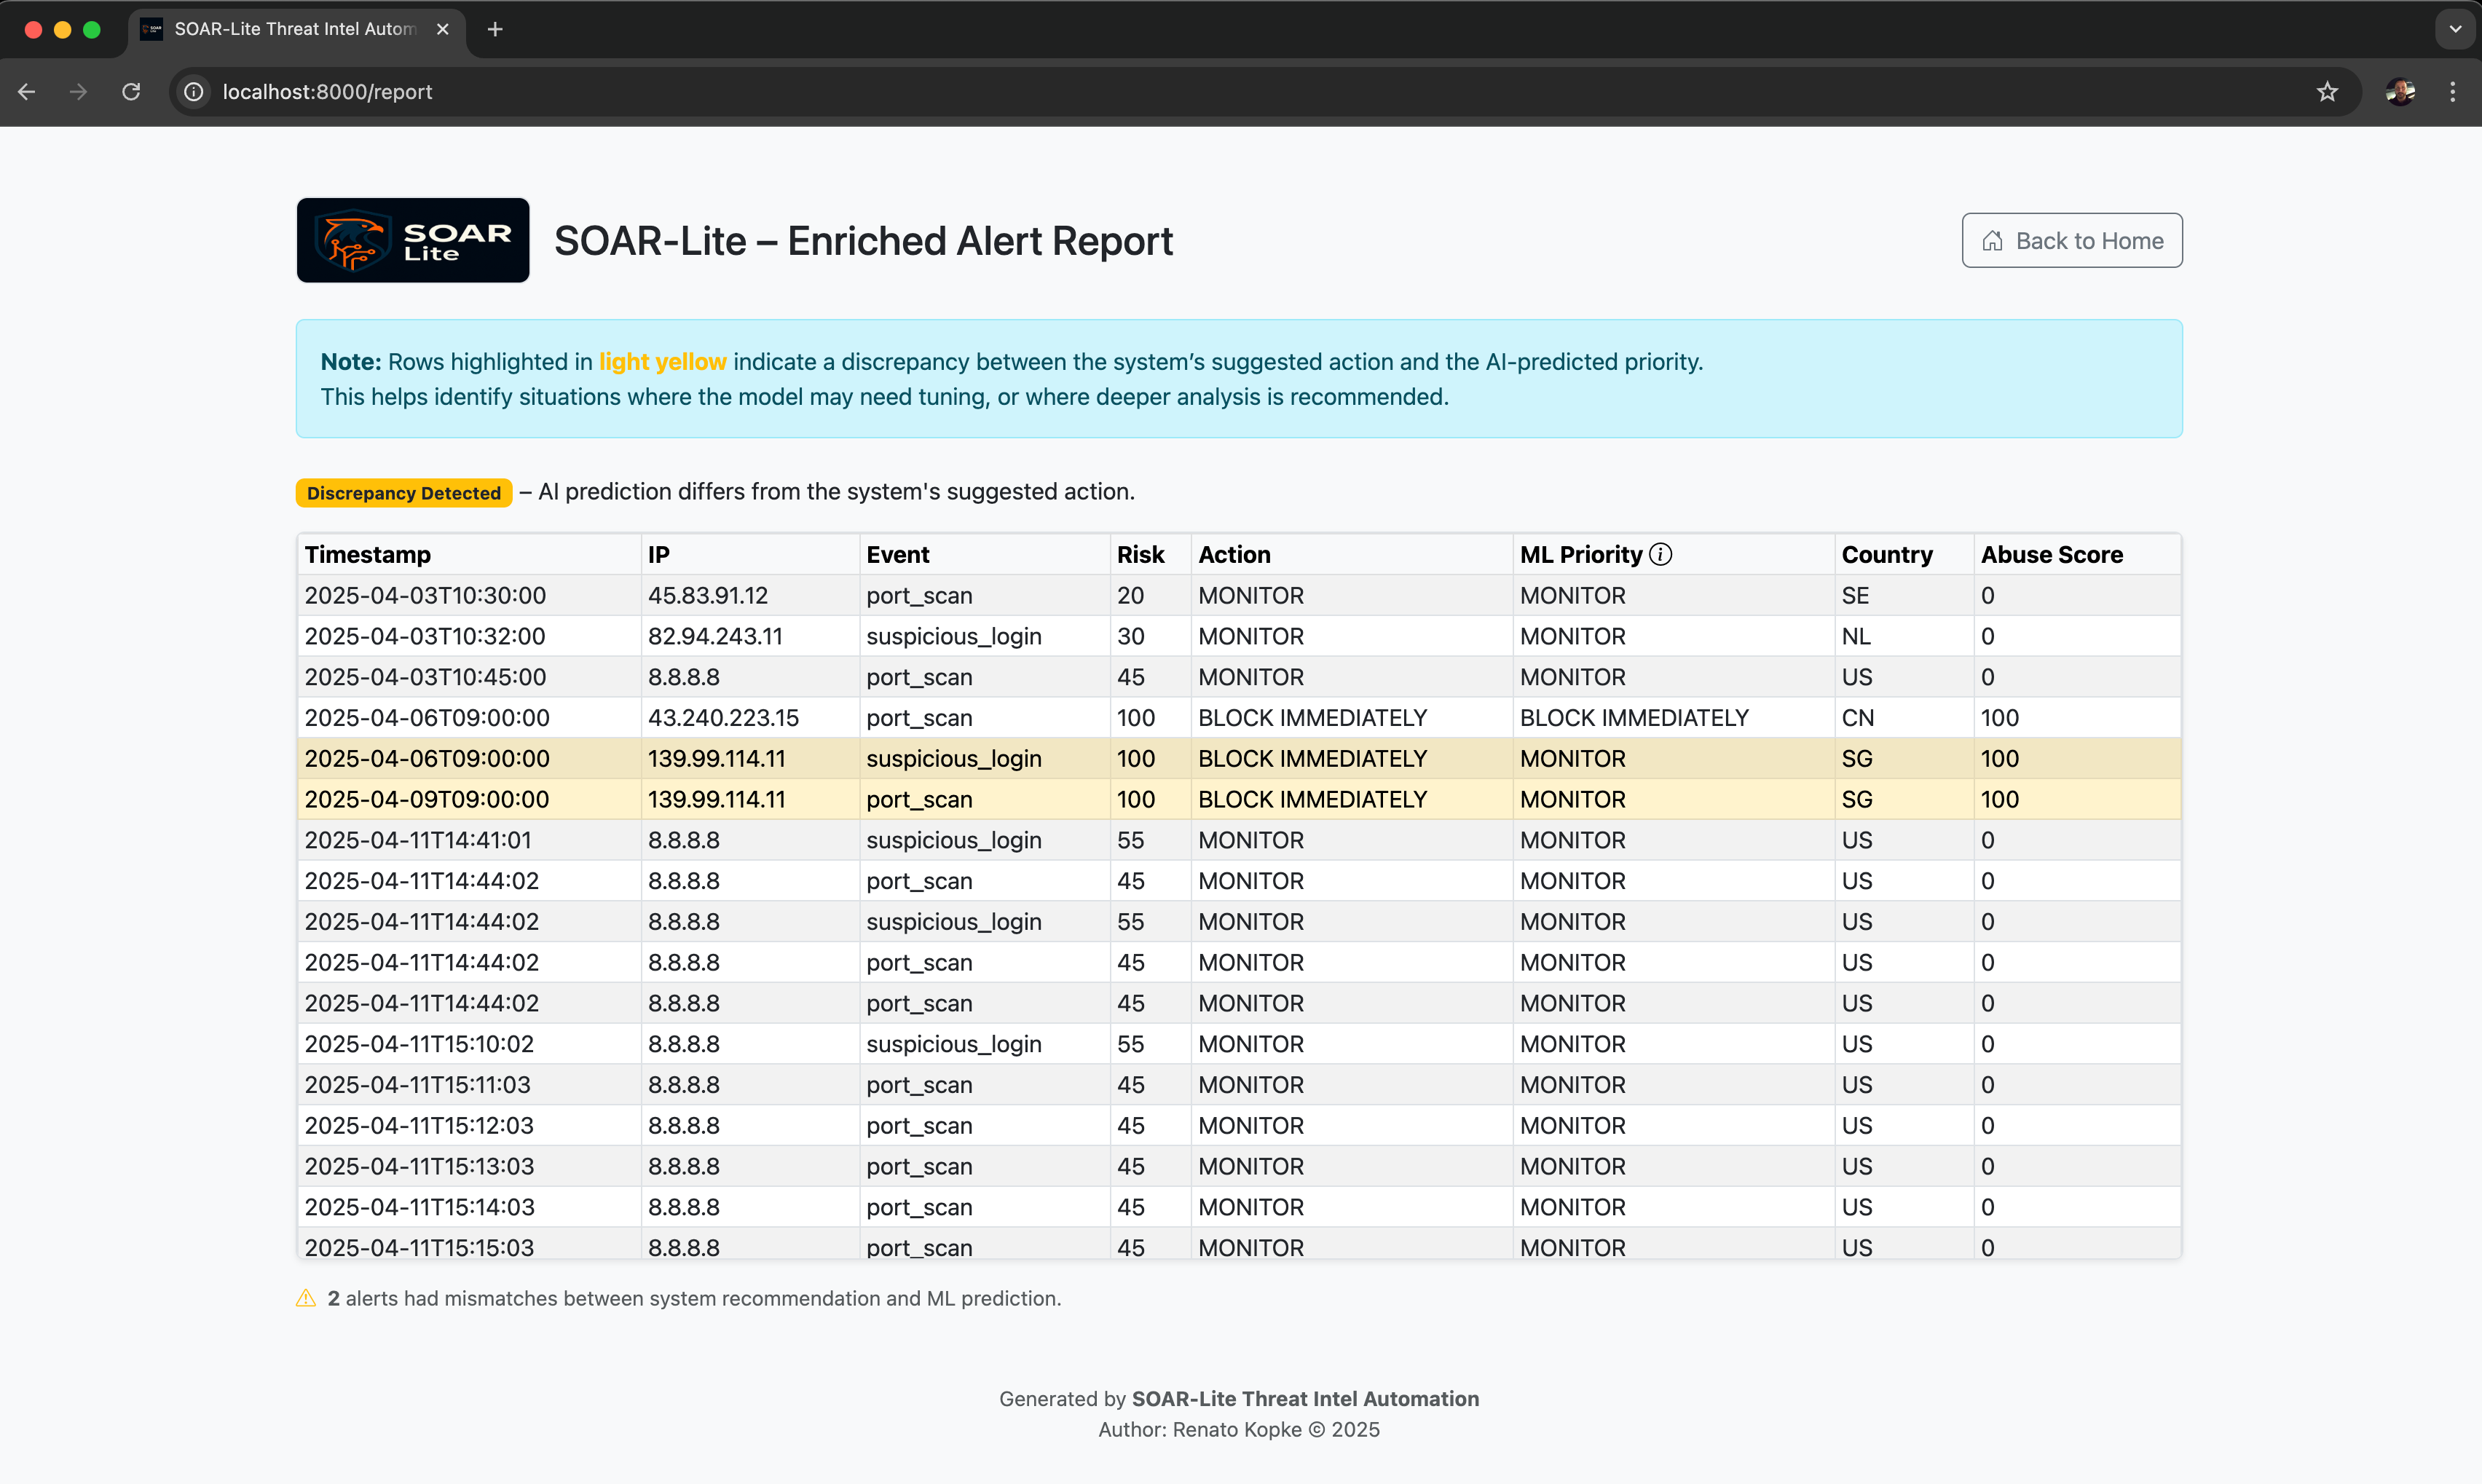 SOAR-Lite Threat Intel Autom
localhost:8000/report
SOAR
Lite
SOAR-Lite – Enriched Alert Report
Back to Home
Note: Rows highlighted in light yellow indicate a discrepancy between the system’s suggested action and the AI-predicted priority.
This helps identify situations where the model may need tuning, or where deeper analysis is recommended.
Discrepancy Detected – AI prediction differs from the system's suggested action.
Timestamp IP Event Risk Action ML Priority Country Abuse Score
2025-04-03T10:30:00 45.83.91.12 port_scan 20 MONITOR MONITOR SE 0
2025-04-03T10:32:00 82.94.243.11 suspicious_login 30 MONITOR MONITOR NL 0
2025-04-03T10:45:00 8.8.8.8 port_scan 45 MONITOR MONITOR US 0
2025-04-06T09:00:00 43.240.223.15 port_scan 100 BLOCK IMMEDIATELY BLOCK IMMEDIATELY CN 100
2025-04-06T09:00:00 139.99.114.11 suspicious_login 100 BLOCK IMMEDIATELY MONITOR SG 100
2025-04-09T09:00:00 139.99.114.11 port_scan 100 BLOCK IMMEDIATELY MONITOR SG 100
2025-04-11T14:41:01 8.8.8.8 suspicious_login 55 MONITOR MONITOR US 0
2025-04-11T14:44:02 8.8.8.8 port_scan 45 MONITOR MONITOR US 0
2025-04-11T14:44:02 8.8.8.8 suspicious_login 55 MONITOR MONITOR US 0
2025-04-11T14:44:02 8.8.8.8 port_scan 45 MONITOR MONITOR US 0
2025-04-11T14:44:02 8.8.8.8 port_scan 45 MONITOR MONITOR US 0
2025-04-11T15:10:02 8.8.8.8 suspicious_login 55 MONITOR MONITOR US 0
2025-04-11T15:11:03 8.8.8.8 port_scan 45 MONITOR MONITOR US 0
2025-04-11T15:12:03 8.8.8.8 port_scan 45 MONITOR MONITOR US 0
2025-04-11T15:13:03 8.8.8.8 port_scan 45 MONITOR MONITOR US 0
2025-04-11T15:14:03 8.8.8.8 port_scan 45 MONITOR MONITOR US 0
2025-04-11T15:15:03 8.8.8.8 port_scan 45 MONITOR MONITOR US 0
2 alerts had mismatches between system recommendation and ML prediction.
Generated by SOAR-Lite Threat Intel Automation
Author: Renato Kopke © 2025